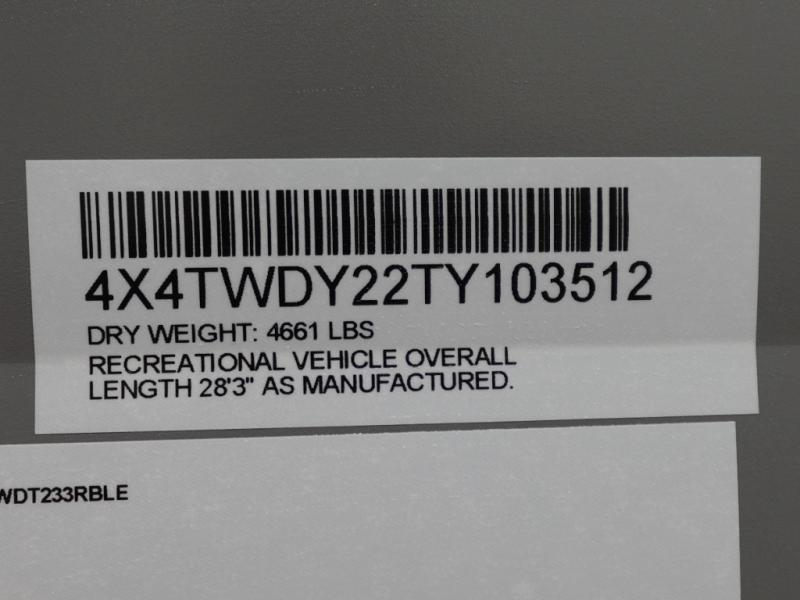 4X4TWDY22TY103512
DRY WEIGHT: 4661 LBS
RECREATIONAL VEHICLE OVERALL
LENGTH 28'3" AS MANUFACTURED.
WDT233RBLE